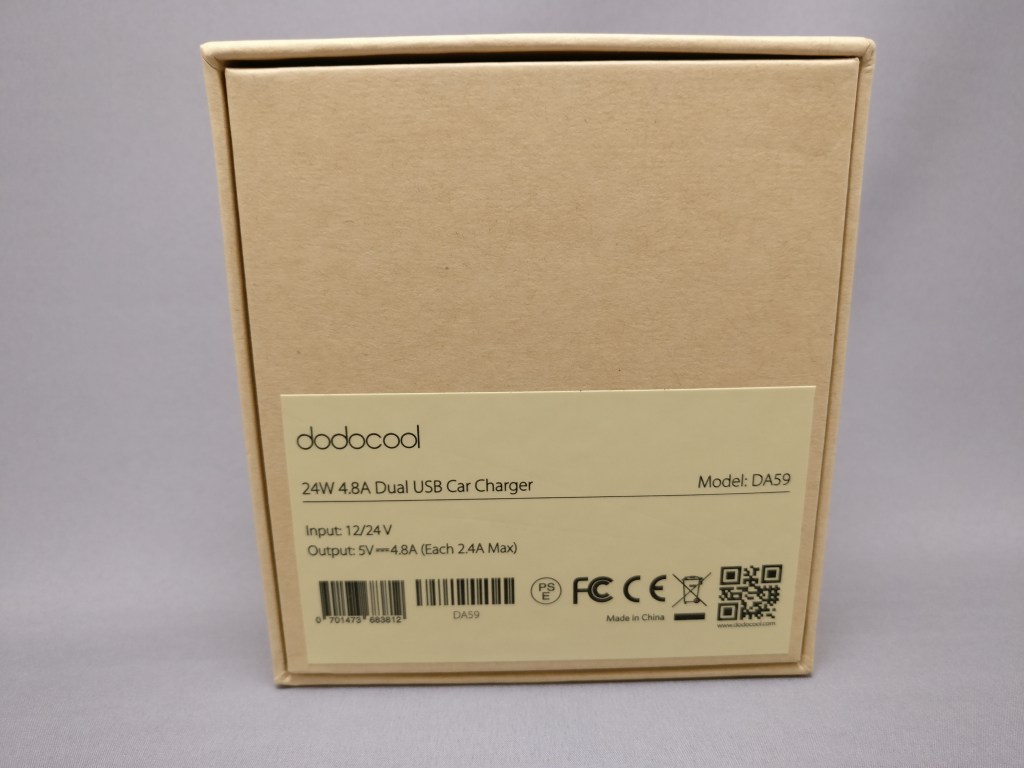 dodocool
24W 4.8A Dual USB Car Charger
Model: DA59
Input: 12/24 V
Output: 5V⎓4.8A (Each 2.4A Max)
0 701473 683612
DA59
PS
E
FC CE
Made in China
www.dodocool.com